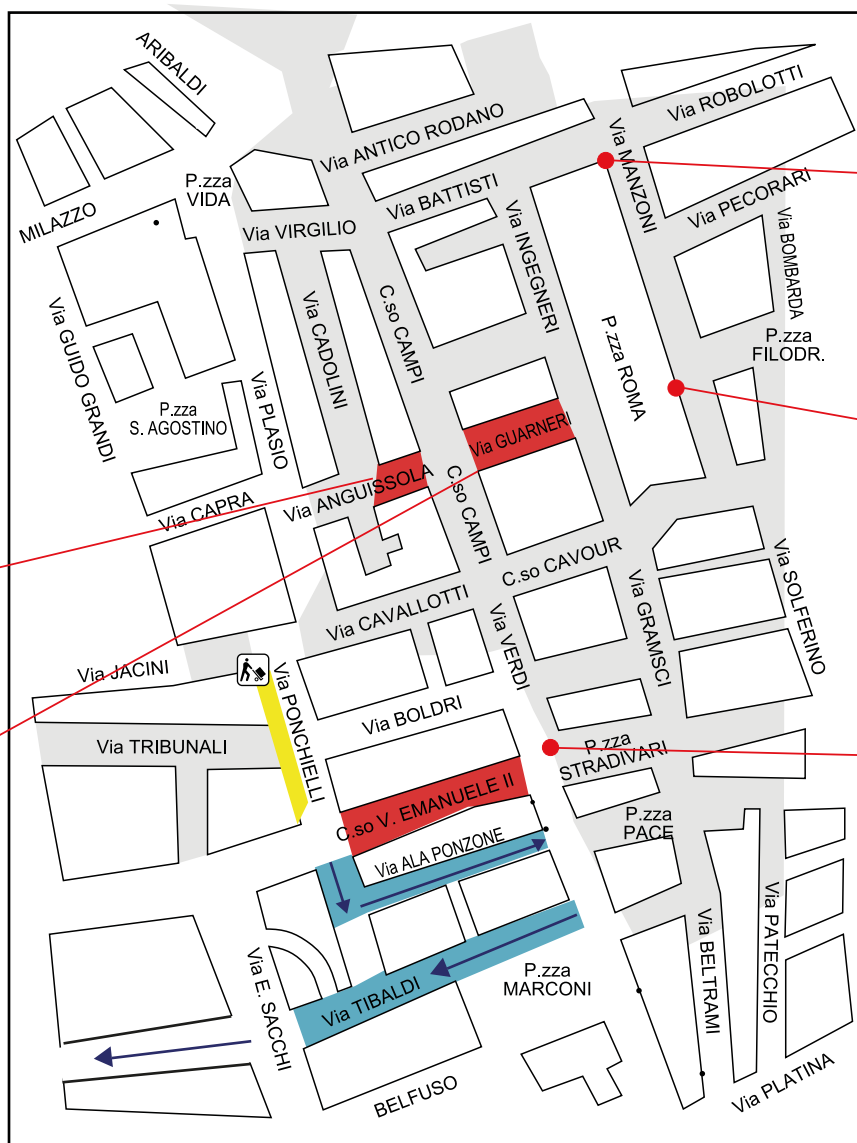 ARIBALDI
Via ROBOLOTTI
Via ANTICO RODANO
Via MANZONI
P.zza
VIDA
Via BATTISTI
MILAZZO
Via VIRGILIO
Via PECORARI
Via INGEGNERI
Via BOMBARDA
Via GUIDO GRANDI
Via CADOLINI
C.so CAMPI
P.zza ROMA
P.zza
FILODR.
Via PLASIO
P.zza
S. AGOSTINO
Via GUARNERI
Via ANGUISSOLA
Via CAPRA
C.so CAMPI
C.so CAVOUR
Via SOLFERINO
Via CAVALLOTTI
Via GRAMSCI
Via VERDI
Via JACINI
Via PONCHIELLI
Via BOLDRI
Via TRIBUNALI
P.zza
STRADIVARI
C.so V. EMANUELE II
P.zza
PACE
Via ALA PONZONE
Via BELTRAMI
Via PATECCHIO
Via E. SACCHI
P.zza
MARCONI
Via TIBALDI
BELFUSO
Via PLATINA